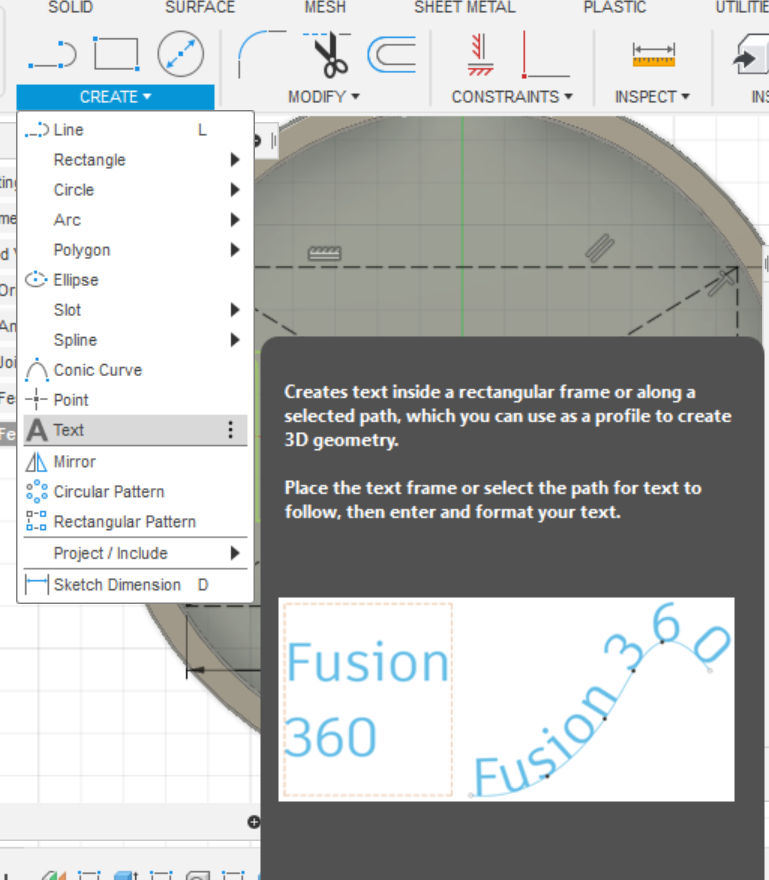 SOLID SURFACE MESH SHEET METAL PLASTIC
CREATE MODIFY CONSTRAINTS INSPECT
Line L
Rectangle
Circle
Arc
Polygon
Ellipse
Slot
Spline
Conic Curve
Point
Text
Mirror
Circular Pattern
Rectangular Pattern
Project / Include
Sketch Dimension D
Creates text inside a rectangular frame or along a
selected path, which you can use as a profile to create
3D geometry.
Place the text frame or select the path for text to
follow, then enter and format your text.
Fusion
360
Fusion 360